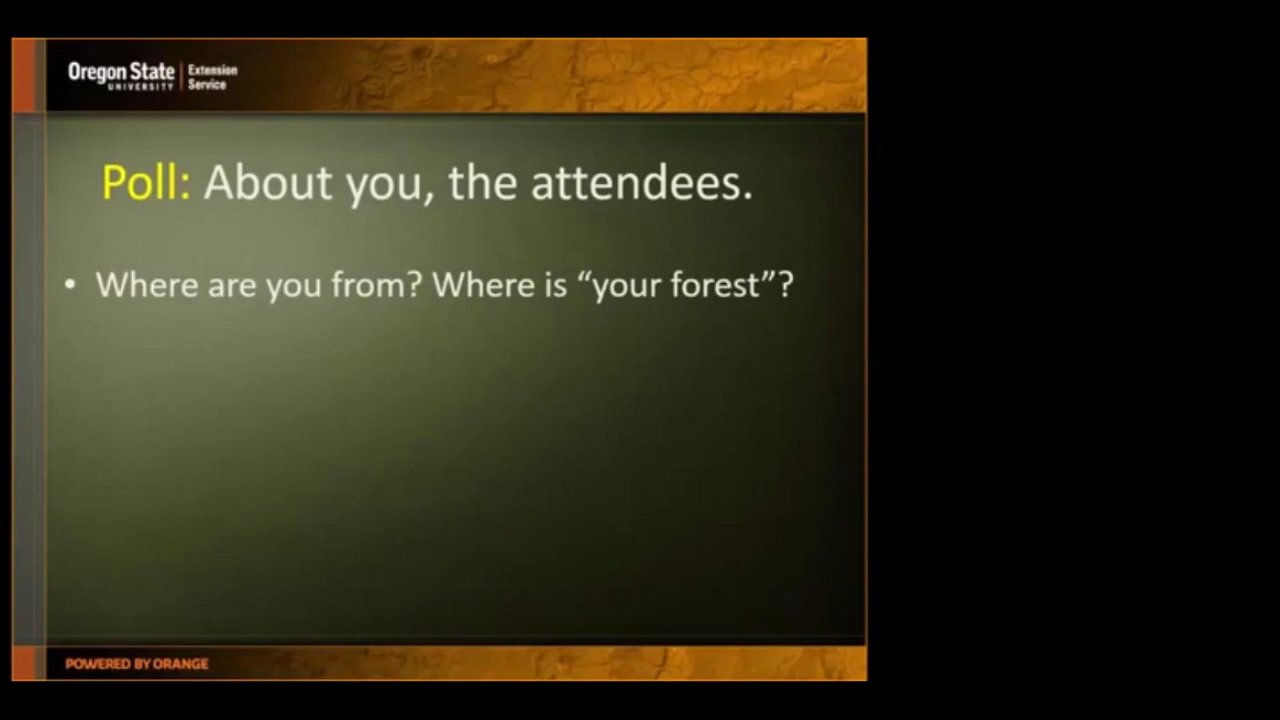 Oregon State
UNIVERSITY
Extension
Service
Poll: About you, the attendees.
• Where are you from? Where is “your forest”?
POWERED BY ORANGE